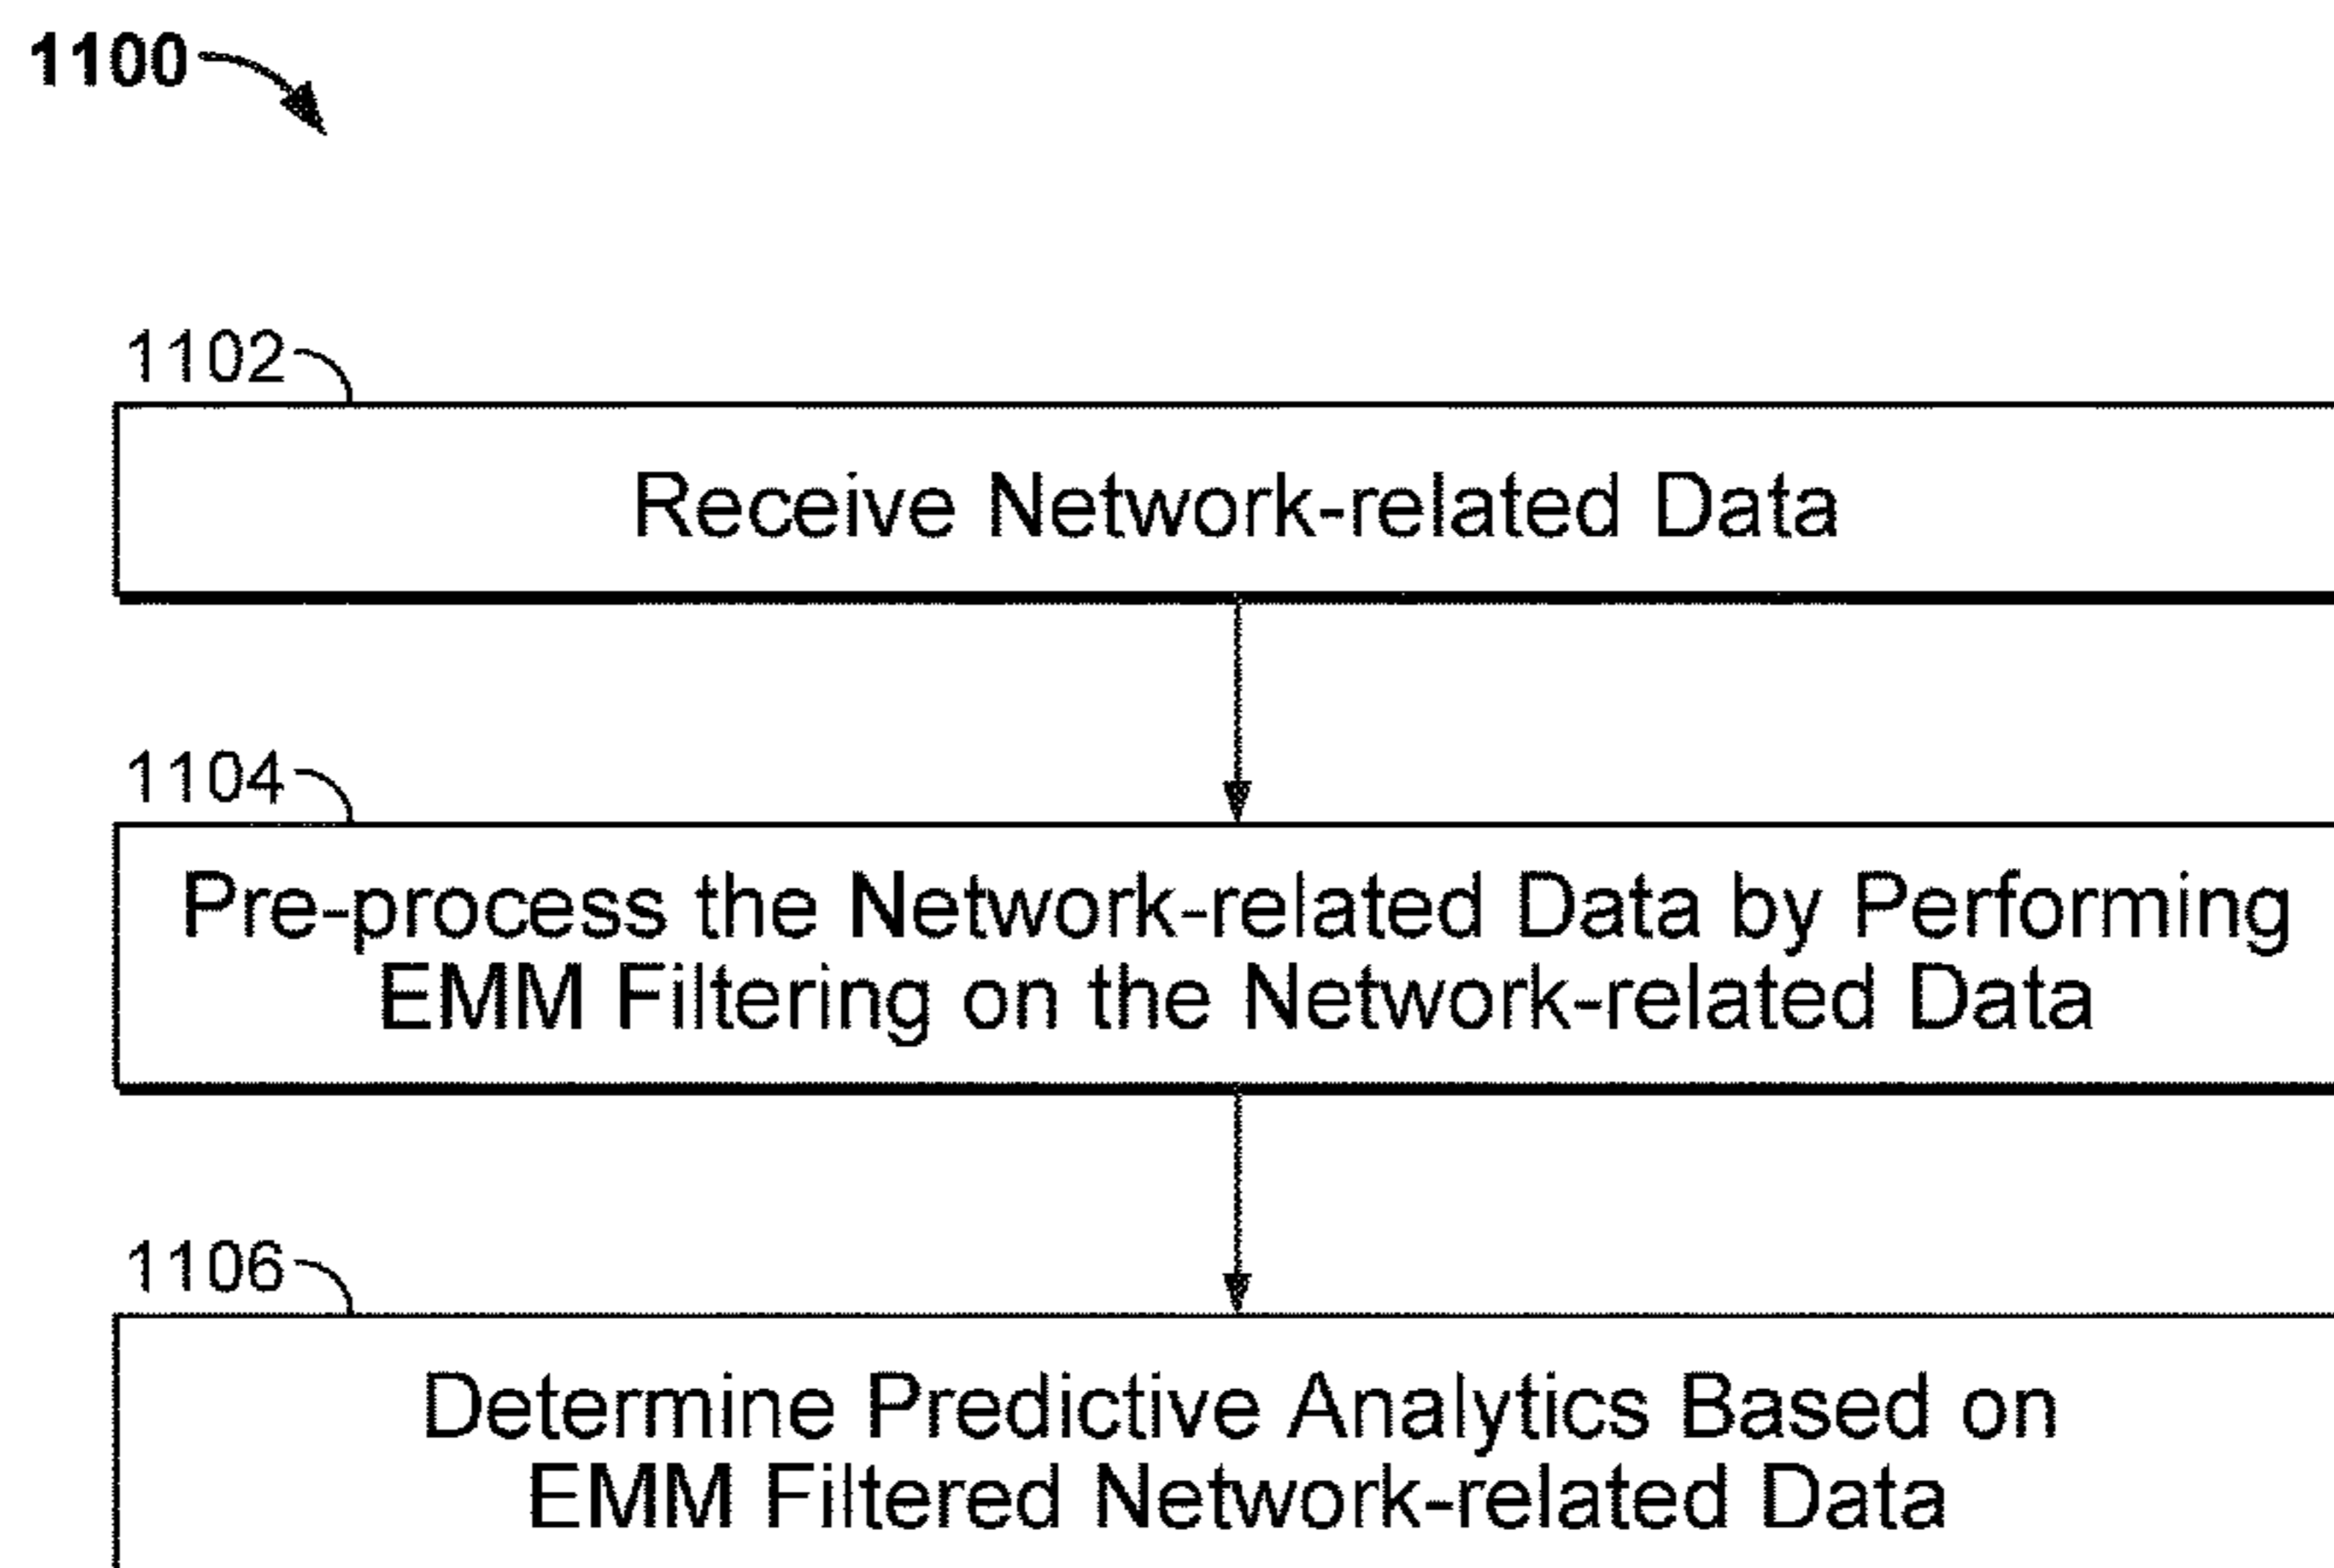 1100
1102
Receive Network-related Data
1104
Pre-process the Network-related Data by Performing
EMM Filtering on the Network-related Data
1106
Determine Predictive Analytics Based on
EMM Filtered Network-related Data